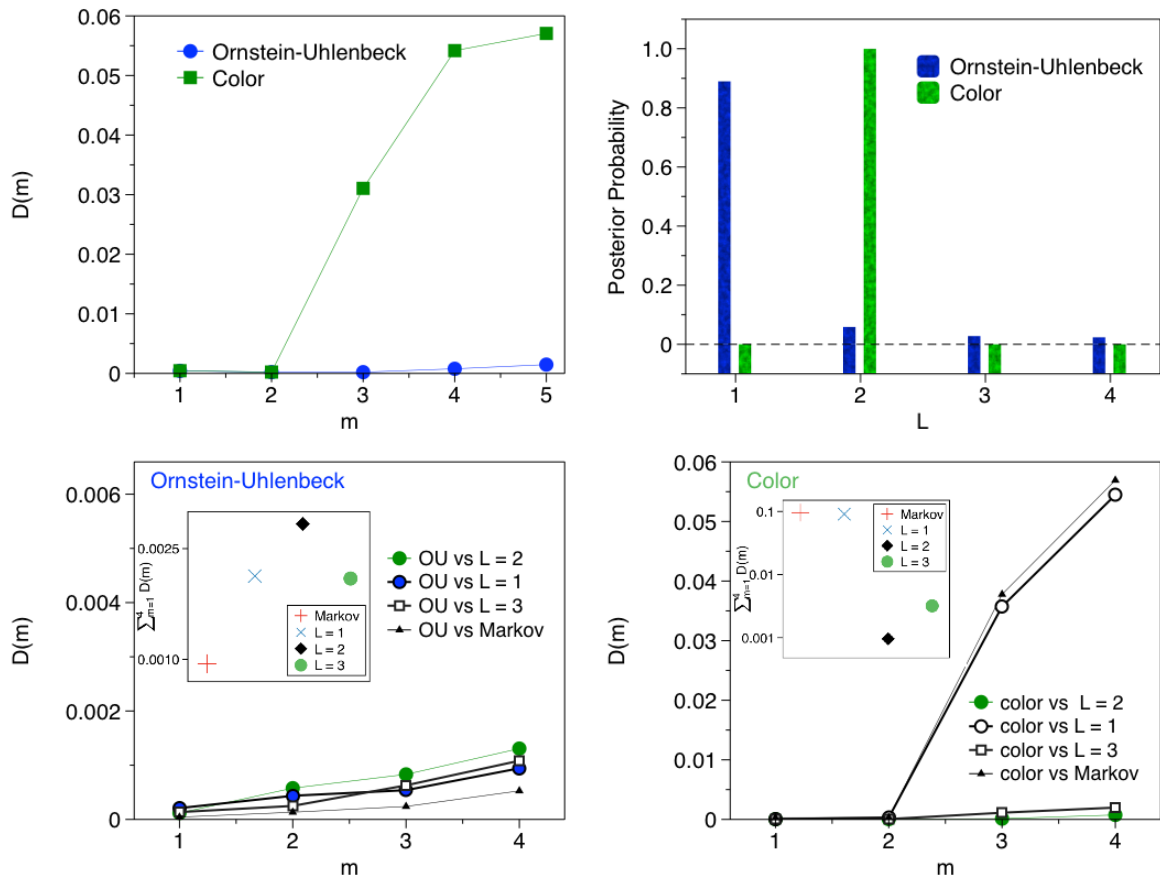 0.06
0.05
0.04
0.03
0.02
0.01
0
D(m)
Ornstein-Uhlenbeck
Color
1 2 3 4 5
m
1.0
0.8
0.6
0.4
0.2
0
Posterior Probability
Ornstein-Uhlenbeck
Color
1 2 3 4
L
0.006
0.004
0.002
0
D(m)
Ornstein-Uhlenbeck
0.0025
0.0010
∑⁴ₘ₌₁ D(m)
Markov
L = 1
L = 2
L = 3
OU vs L = 2
OU vs L = 1
OU vs L = 3
OU vs Markov
1 2 3 4
m
0.06
0.05
0.04
0.03
0.02
0.01
0
D(m)
Color
0.1
0.01
0.001
∑⁴ₘ₌₁ D(m)
Markov
L = 1
L = 2
L = 3
color vs L = 2
color vs L = 1
color vs L = 3
color vs Markov
1 2 3 4
m